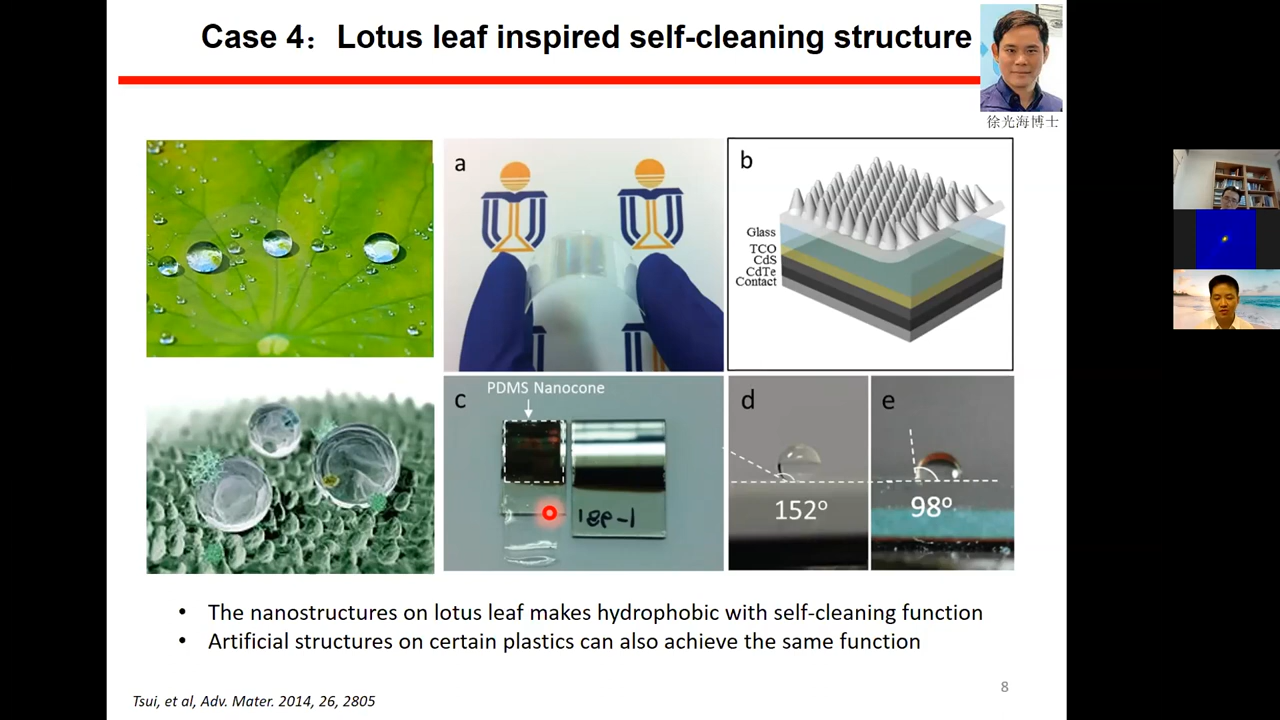 Case 4：Lotus leaf inspired self-cleaning structure
徐光海博士
a
b
Glass
TCO
CdS
CdTe
Contact
PDMS Nanocone
c
d
e
152°
98°
• The nanostructures on lotus leaf makes hydrophobic with self-cleaning function
• Artificial structures on certain plastics can also achieve the same function
8
Tsui, et al, Adv. Mater. 2014, 26, 2805